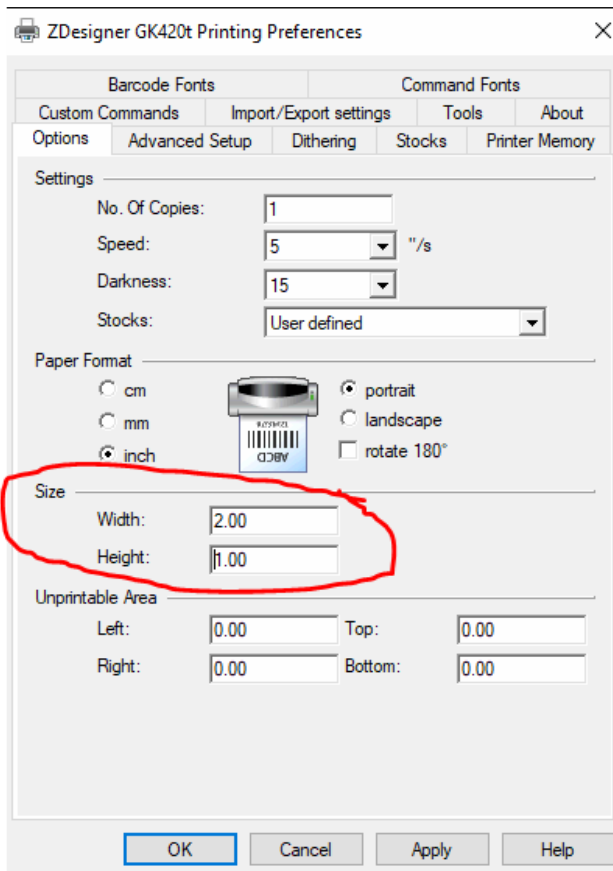 ZDesigner GK420t Printing Preferences
Barcode Fonts Command Fonts
Custom Commands Import/Export settings Tools About
Options Advanced Setup Dithering Stocks Printer Memory
Settings
No. Of Copies: 1
Speed: 5 "/s
Darkness: 15
Stocks: User defined
Paper Format
cm portrait
mm landscape
inch rotate 180°
ABCD
Size
Width: 2.00
Height: 1.00
Unprintable Area
Left: 0.00 Top: 0.00
Right: 0.00 Bottom: 0.00
OK Cancel Apply Help